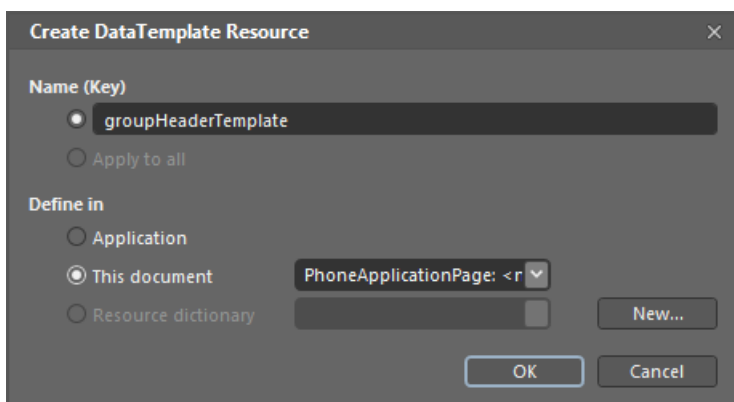 Create DataTemplate Resource
Name (Key)
groupHeaderTemplate
Apply to all
Define in
Application
This document PhoneApplicationPage: <r
Resource dictionary New...
OK Cancel